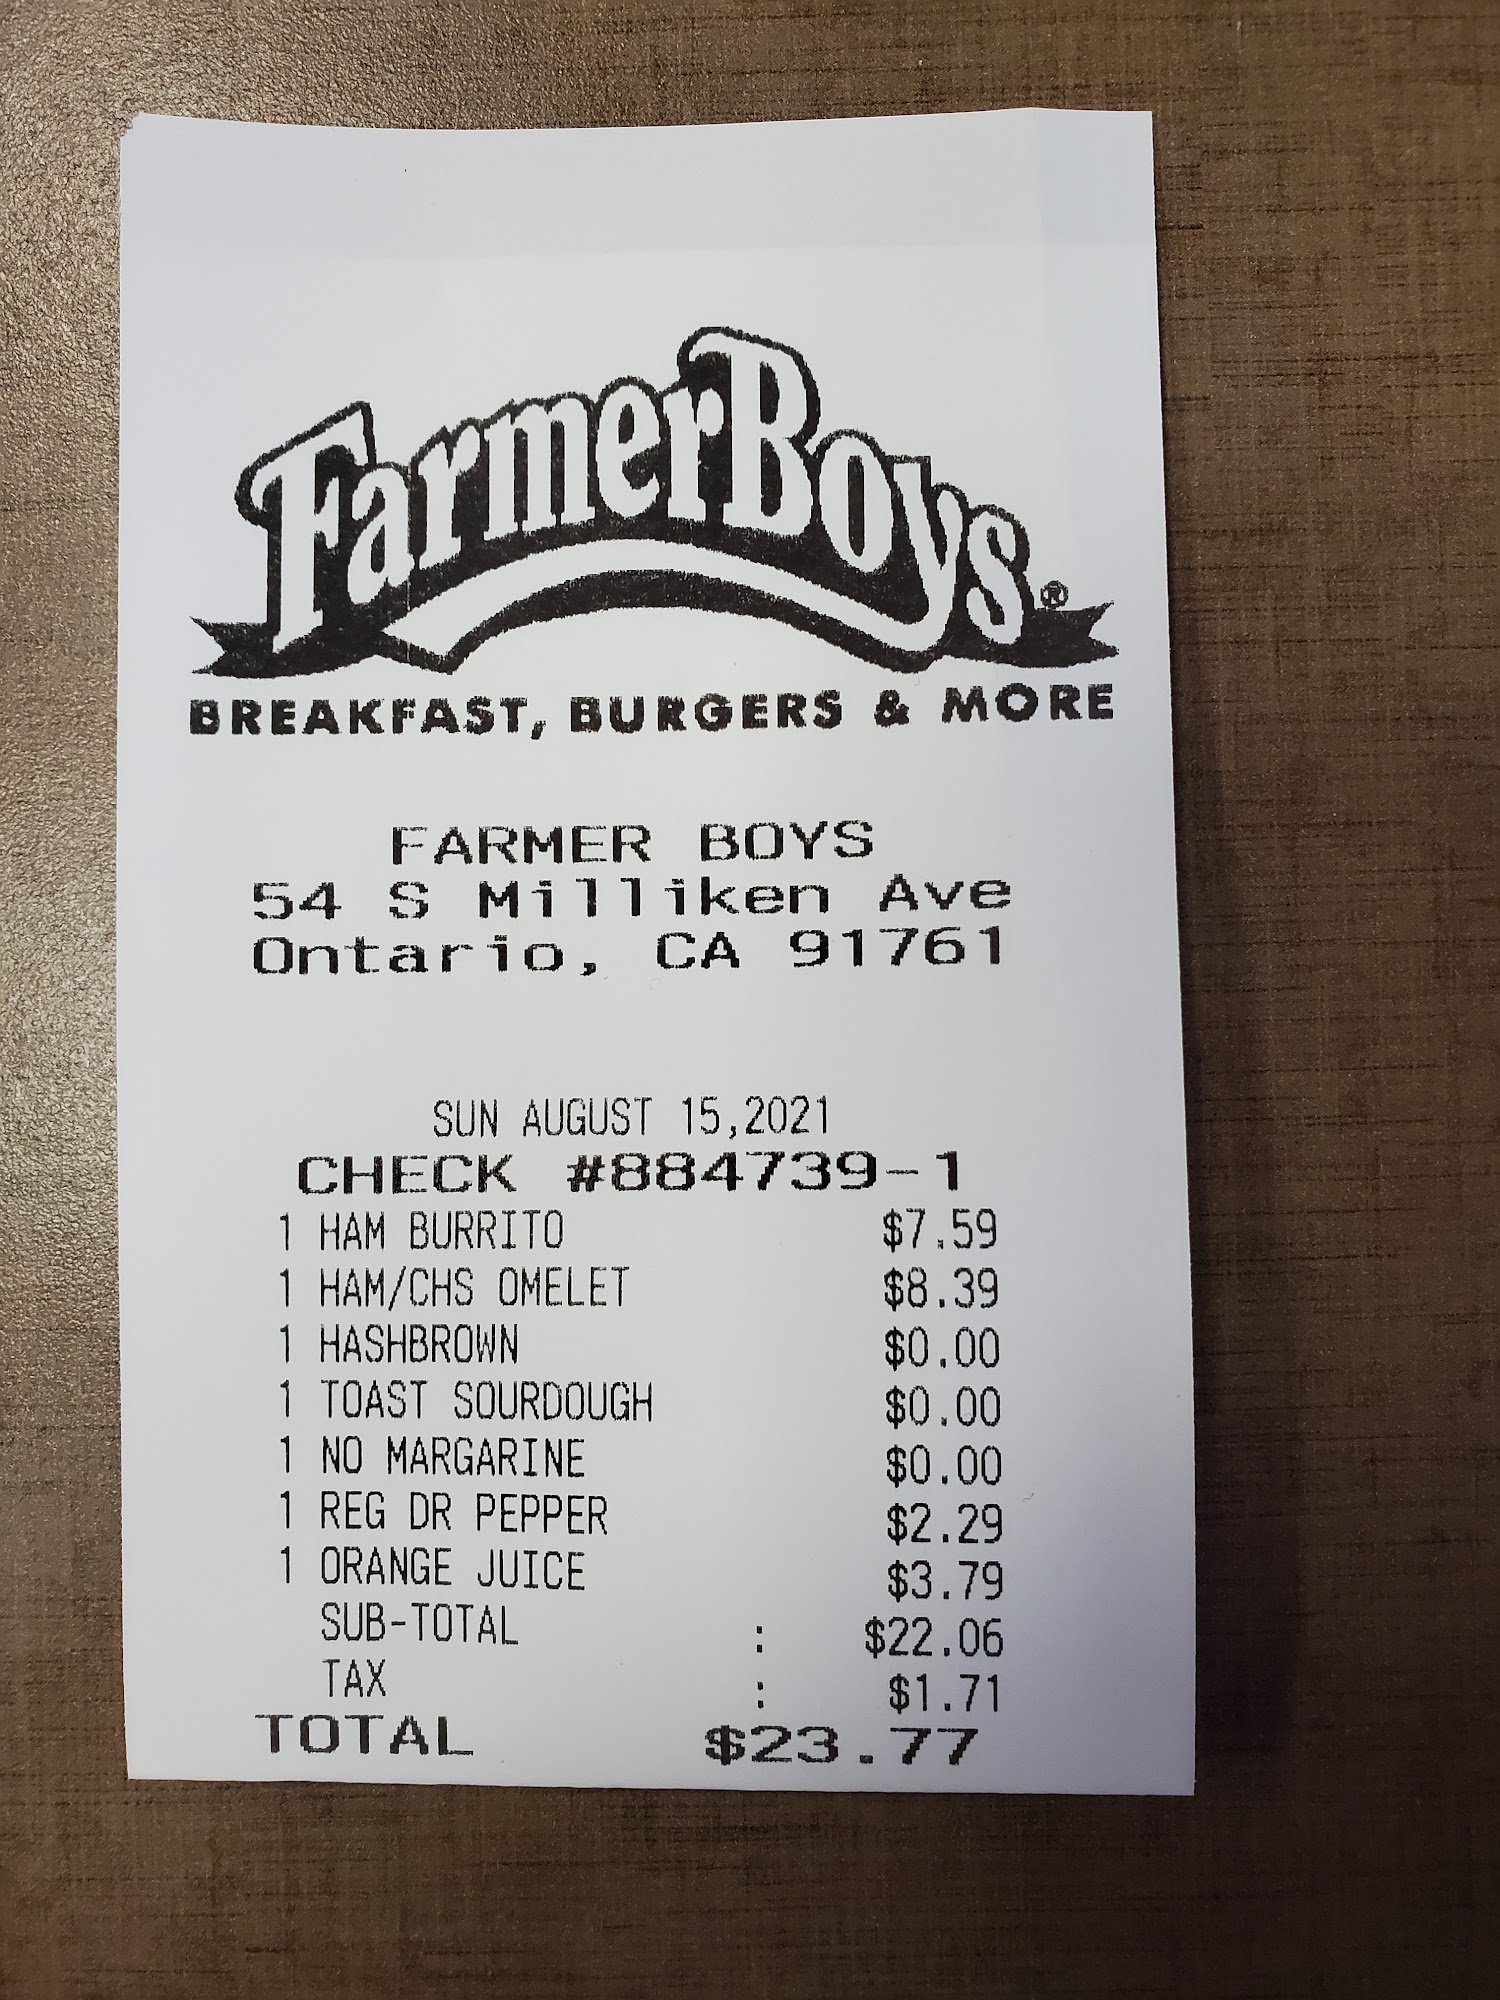 FarmerBoys®
BREAKFAST, BURGERS & MORE
FARMER BOYS
54 S Milliken Ave
Ontario, CA 91761
SUN AUGUST 15,2021
CHECK #884739-1
1 HAM BURRITO $7.59
1 HAM/CHS OMELET $8.39
1 HASHBROWN $0.00
1 TOAST SOURDOUGH $0.00
1 NO MARGARINE $0.00
1 REG DR PEPPER $2.29
1 ORANGE JUICE $3.79
SUB-TOTAL : $22.06
TAX : $1.71
TOTAL $23.77